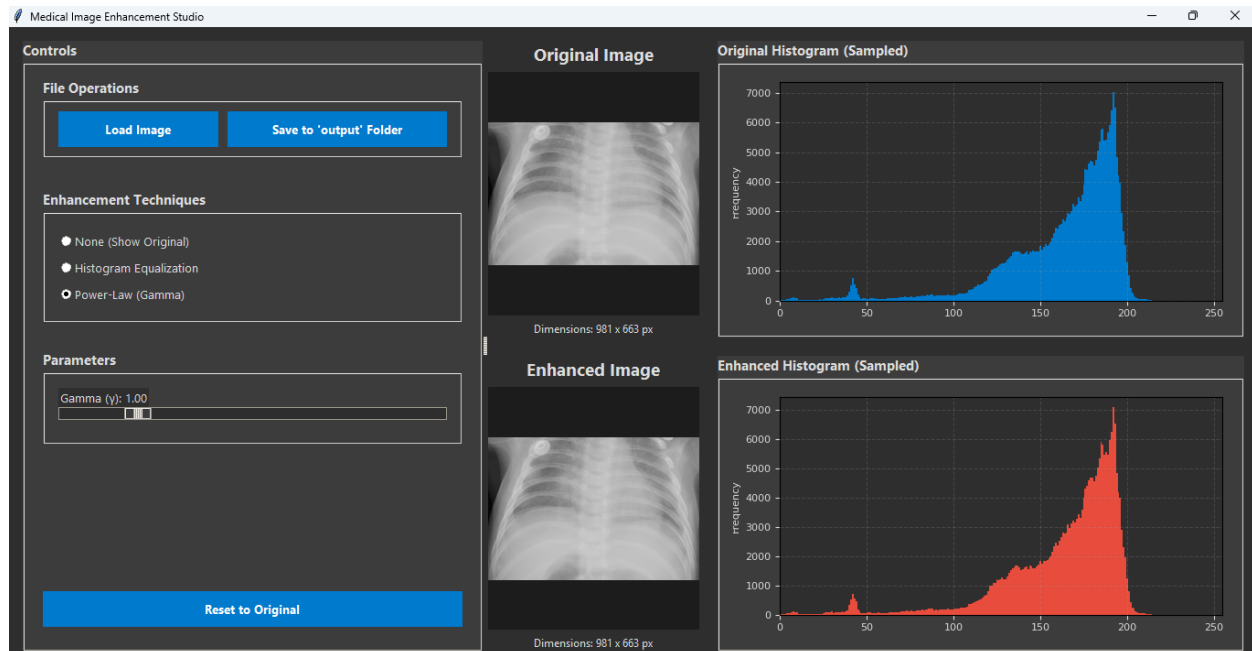 Medical Image Enhancement Studio
Controls
File Operations
Load Image
Save to 'output' Folder
Enhancement Techniques
None (Show Original)
Histogram Equalization
Power-Law (Gamma)
Parameters
Gamma (γ): 1.00
Reset to Original
Original Image
Dimensions: 981 x 663 px
Enhanced Image
Dimensions: 981 x 663 px
Original Histogram (Sampled)
Frequency
7000
6000
5000
4000
3000
2000
1000
0
0 50 100 150 200 250
Enhanced Histogram (Sampled)
Frequency
7000
6000
5000
4000
3000
2000
1000
0
0 50 100 150 200 250